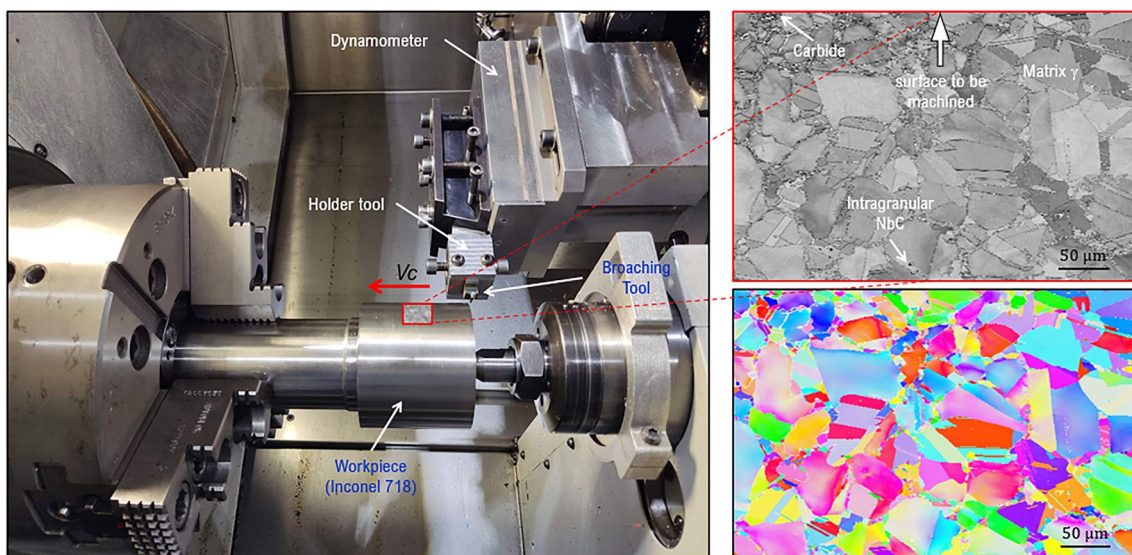 Dynamometer
Holder tool
Vc
Broaching
Tool
Workpiece
(Inconel 718)
Carbide
surface to be
machined
Matrix γ
Intragranular
NbC
50 µm
50 µm